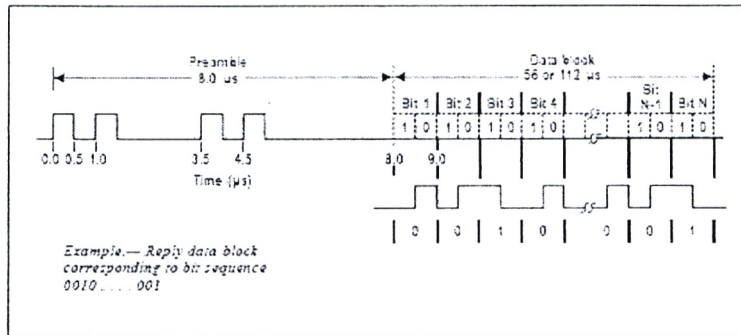 Preamble
8.0 µs
Data block
56 or 112 µs
Bit 1 Bit 2 Bit 3 Bit 4 Bit N-1 Bit N
1 0 1 0 1 0 1 0 1 0 1 0
0.0 0.5 1.0 3.5 4.5 8.0 9.0
Time (µs)
0 0 1 0 0 0 1
Example.— Reply data block
corresponding to bit sequence
0010 . . . . 001